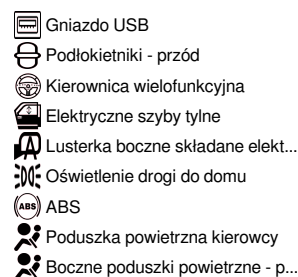 Gniazdo USB
Podłokietniki - przód
Kierownica wielofunkcyjna
Elektryczne szyby tylne
Lusterka boczne składane elekt...
Oświetlenie drogi do domu
ABS ABS
Poduszka powietrzna kierowcy
Boczne poduszki powietrzne - p...